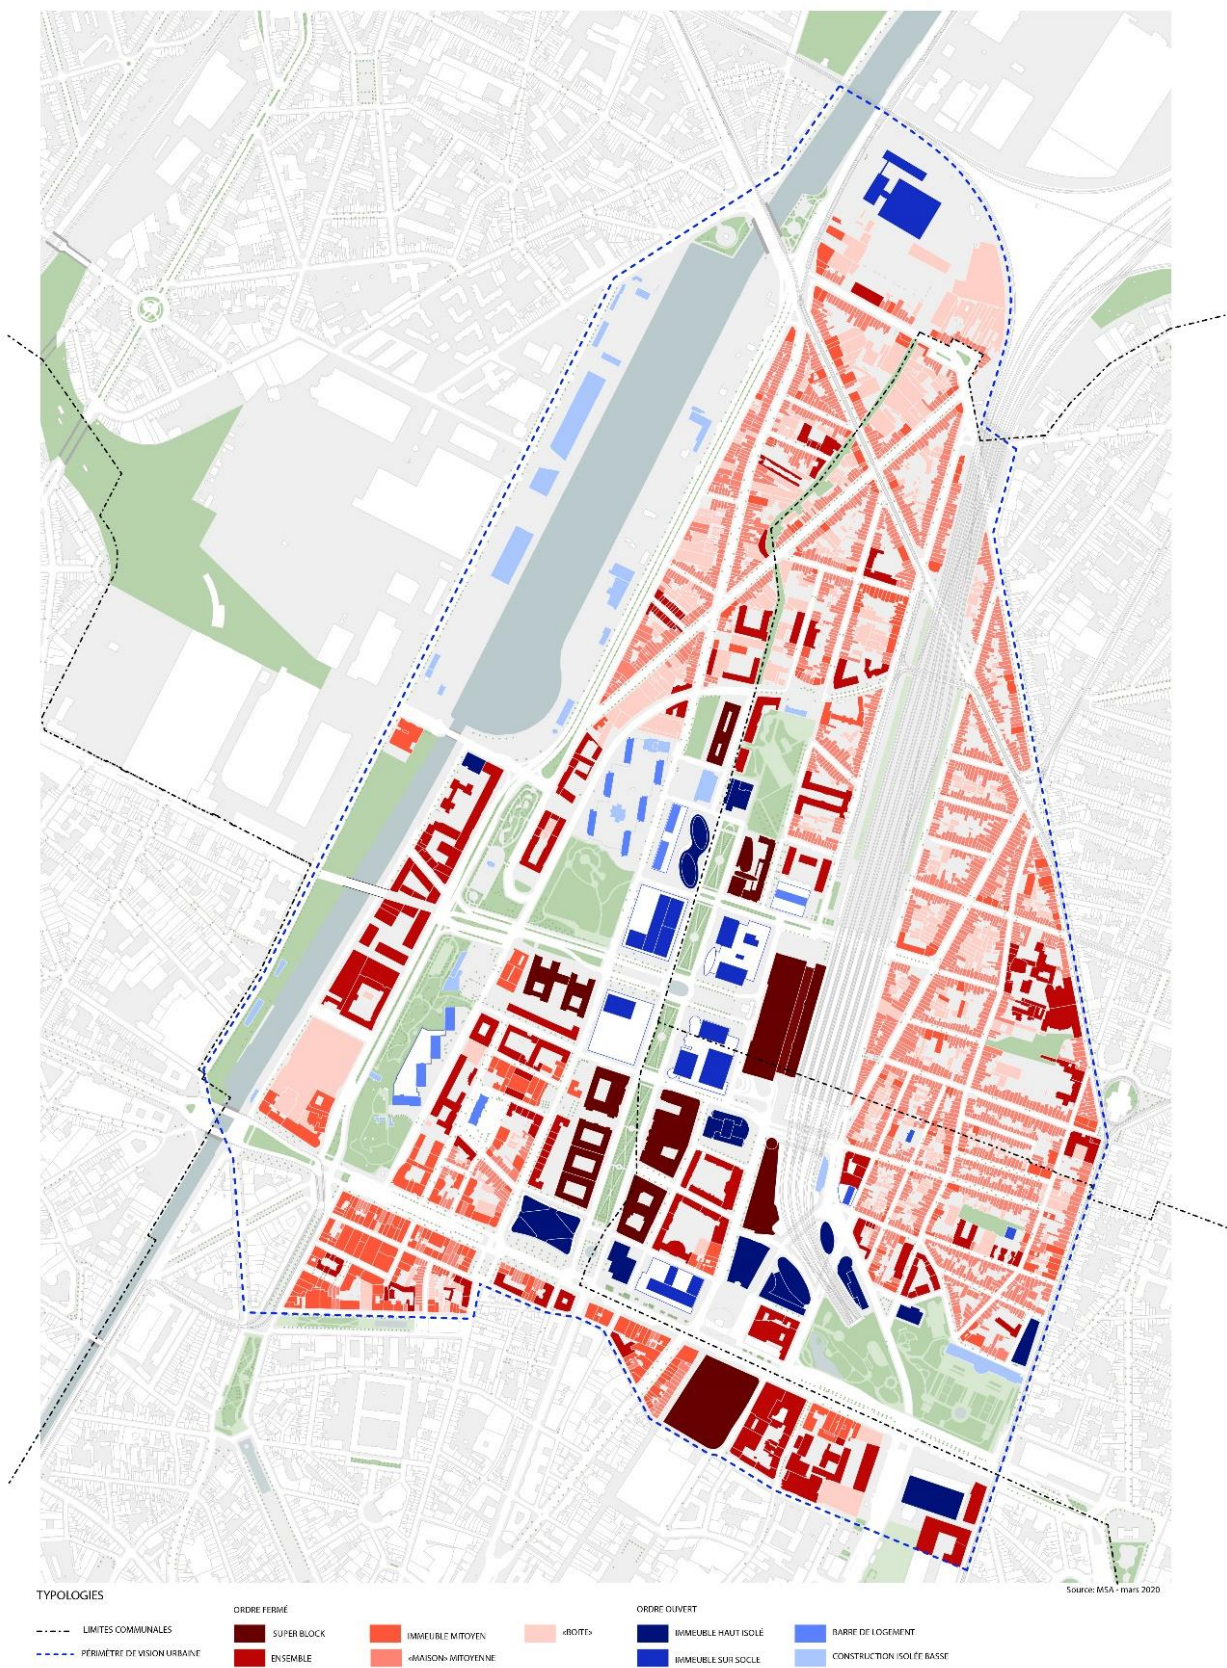 Source: MSA - mars 2020
TYPOLOGIES
LIMITES COMMUNALES
PÉRIMÈTRE DE VISION URBAINE
ORDRE FERMÉ
SUPER BLOCK
ENSEMBLE
IMMEUBLE MITOYEN
«MAISON» MITOYENNE
«BOITE»
ORDRE OUVERT
IMMEUBLE HAUT ISOLÉ
IMMEUBLE SUR SOCLE
BARRE DE LOGEMENT
CONSTRUCTION ISOLÉE BASSE